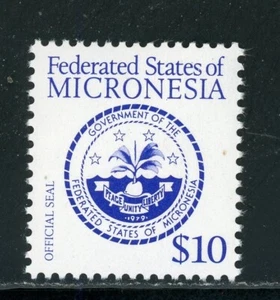 Federated States of
MICRONESIA
GOVERNMENT OF THE
FEDERATED STATES OF MICRONESIA
PEACE UNITY LIBERTY
1979
OFFICIAL SEAL
$10